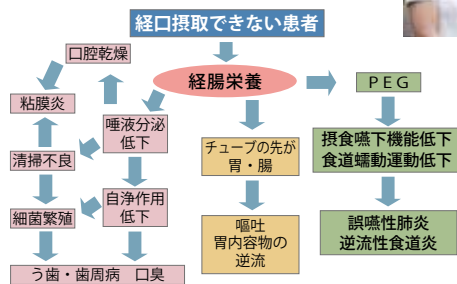 経口摂取できない患者
口腔乾燥
経腸栄養
PEG
粘膜炎
唾液分泌
低下
チューブの先が
胃・腸
摂食嚥下機能低下
食道蠕動運動低下
清掃不良
自浄作用
低下
細菌繁殖
嘔吐
胃内容物の
逆流
誤嚥性肺炎
逆流性食道炎
う歯・歯周病 口臭